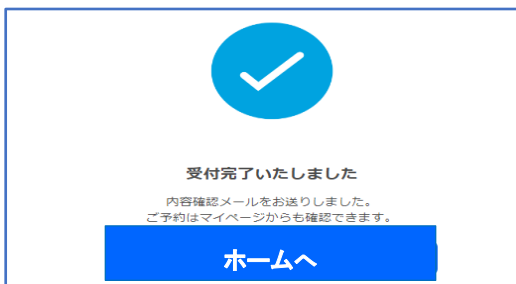 受付完了いたしました
内容確認メールをお送りしました。
ご予約はマイページからも確認できます。
ホームへ